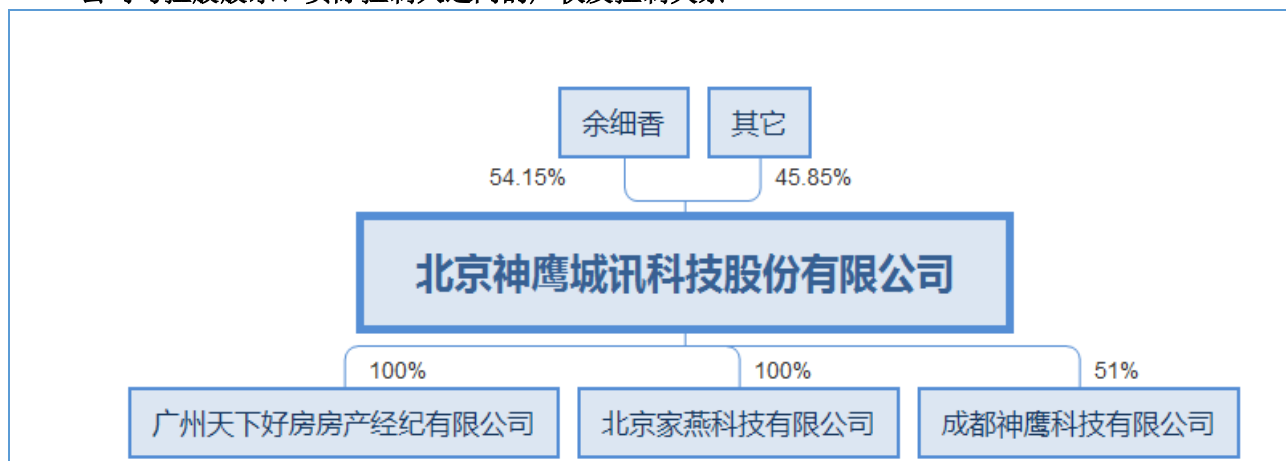 余细香 其它
54.15% 45.85%
北京神鹰城讯科技股份有限公司
100% 100% 51%
广州天下好房房产经纪有限公司 北京家燕科技有限公司 成都神鹰科技有限公司